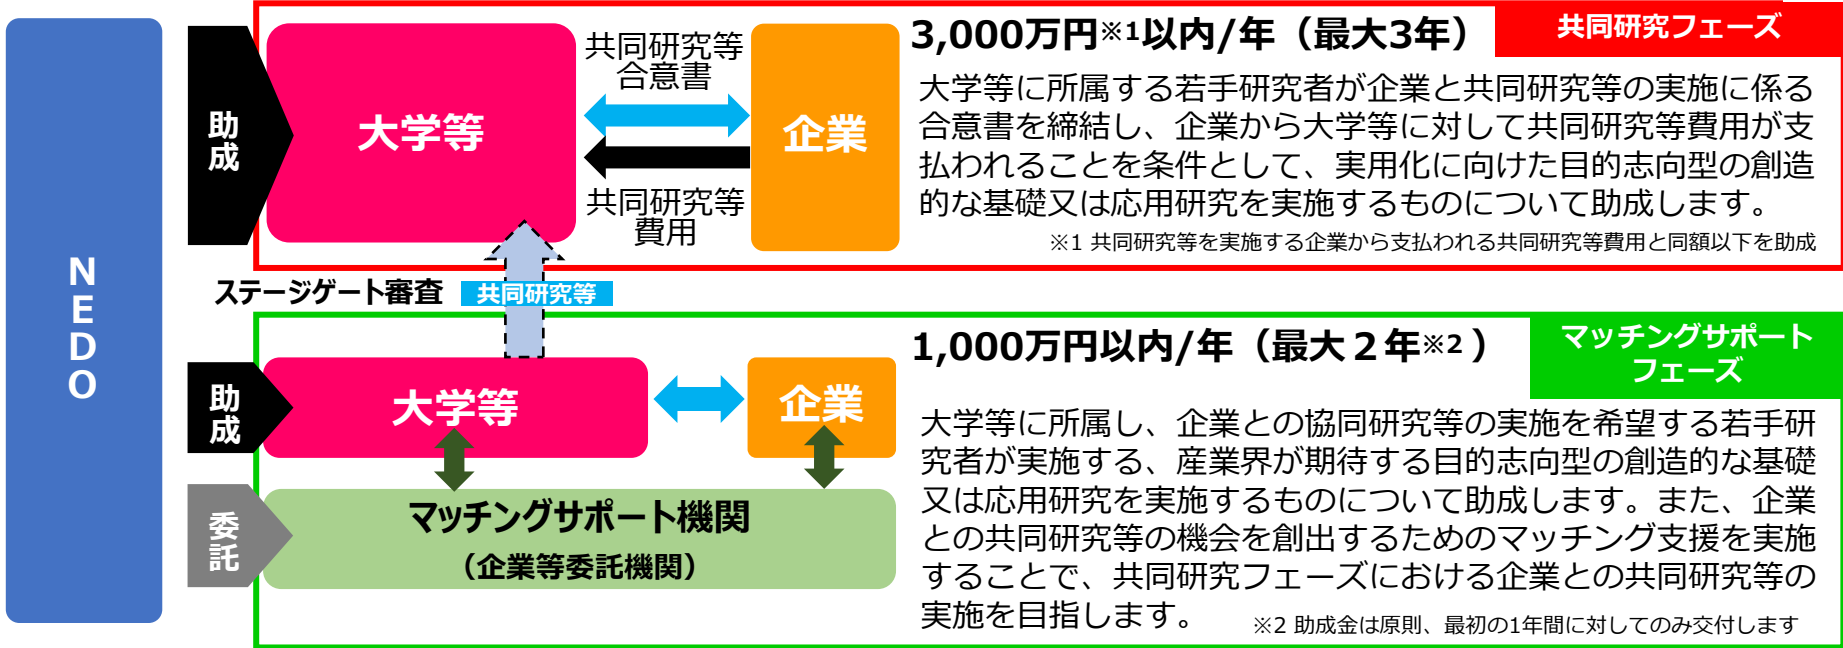 NEDO
助成
大学等
共同研究等
合意書
共同研究等
費用
企業
3,000万円※1以内/年（最大3年）
共同研究フェーズ
大学等に所属する若手研究者が企業と共同研究等の実施に係る
合意書を締結し、企業から大学等に対して共同研究等費用が支
払われることを条件として、実用化に向けた目的志向型の創造
的な基礎又は応用研究を実施するものについて助成します。
※1 共同研究等を実施する企業から支払われる共同研究等費用と同額以下を助成
ステージゲート審査
共同研究等
助成
大学等
企業
委託
マッチングサポート機関
（企業等委託機関）
1,000万円以内/年（最大２年※2 ）
マッチングサポート
フェーズ
大学等に所属し、企業との協同研究等の実施を希望する若手研
究者が実施する、産業界が期待する目的志向型の創造的な基礎
又は応用研究を実施するものについて助成します。また、企業
との共同研究等の機会を創出するためのマッチング支援を実施
することで、共同研究フェーズにおける企業との共同研究等の
実施を目指します。
※2 助成金は原則、最初の1年間に対してのみ交付します